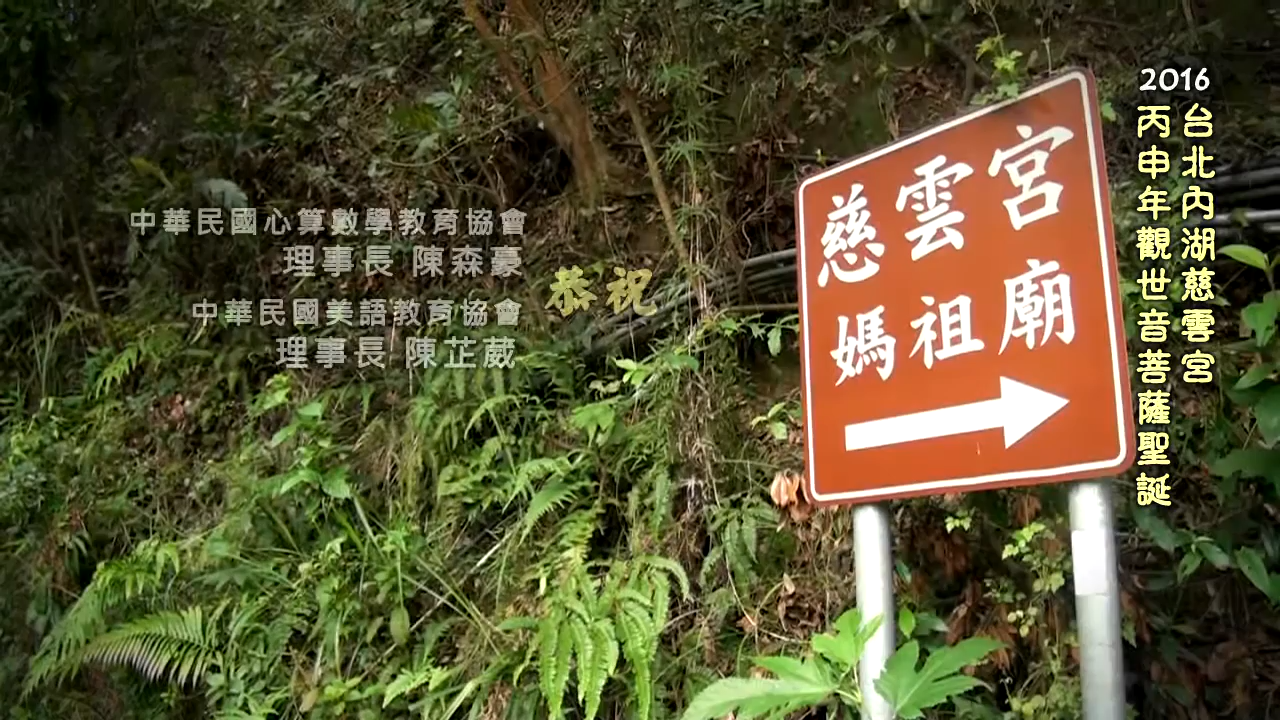 中華民國心算數學教育協會
理事長 陳森豪
中華民國美語教育協會
理事長 陳芷葳
恭祝
慈雲宮
媽祖廟
2016
台北內湖慈雲宮
丙申年觀世音菩薩聖誕